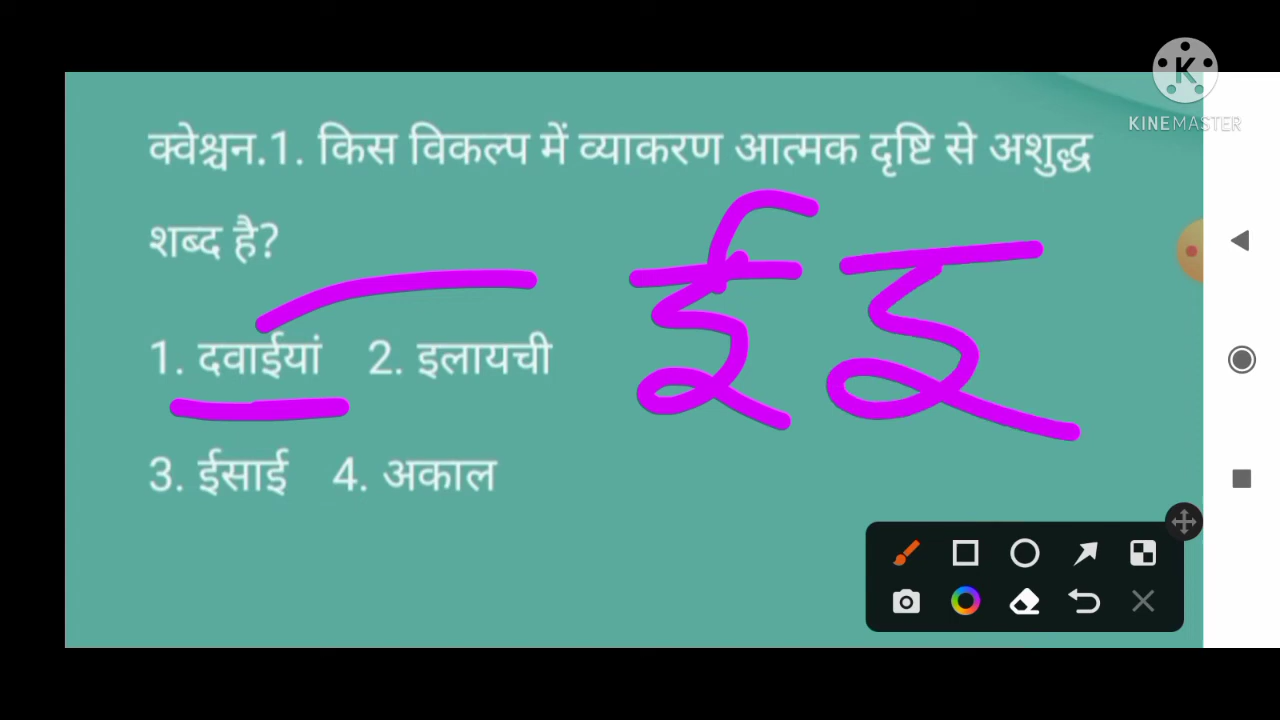 KINEMASTER
क्वेश्चन.1. किस विकल्प में व्याकरण आत्मक दृष्टि से अशुद्ध
शब्द है?
ई इ
1. दवाईयां 2. इलायची
3. ईसाई 4. अकाल